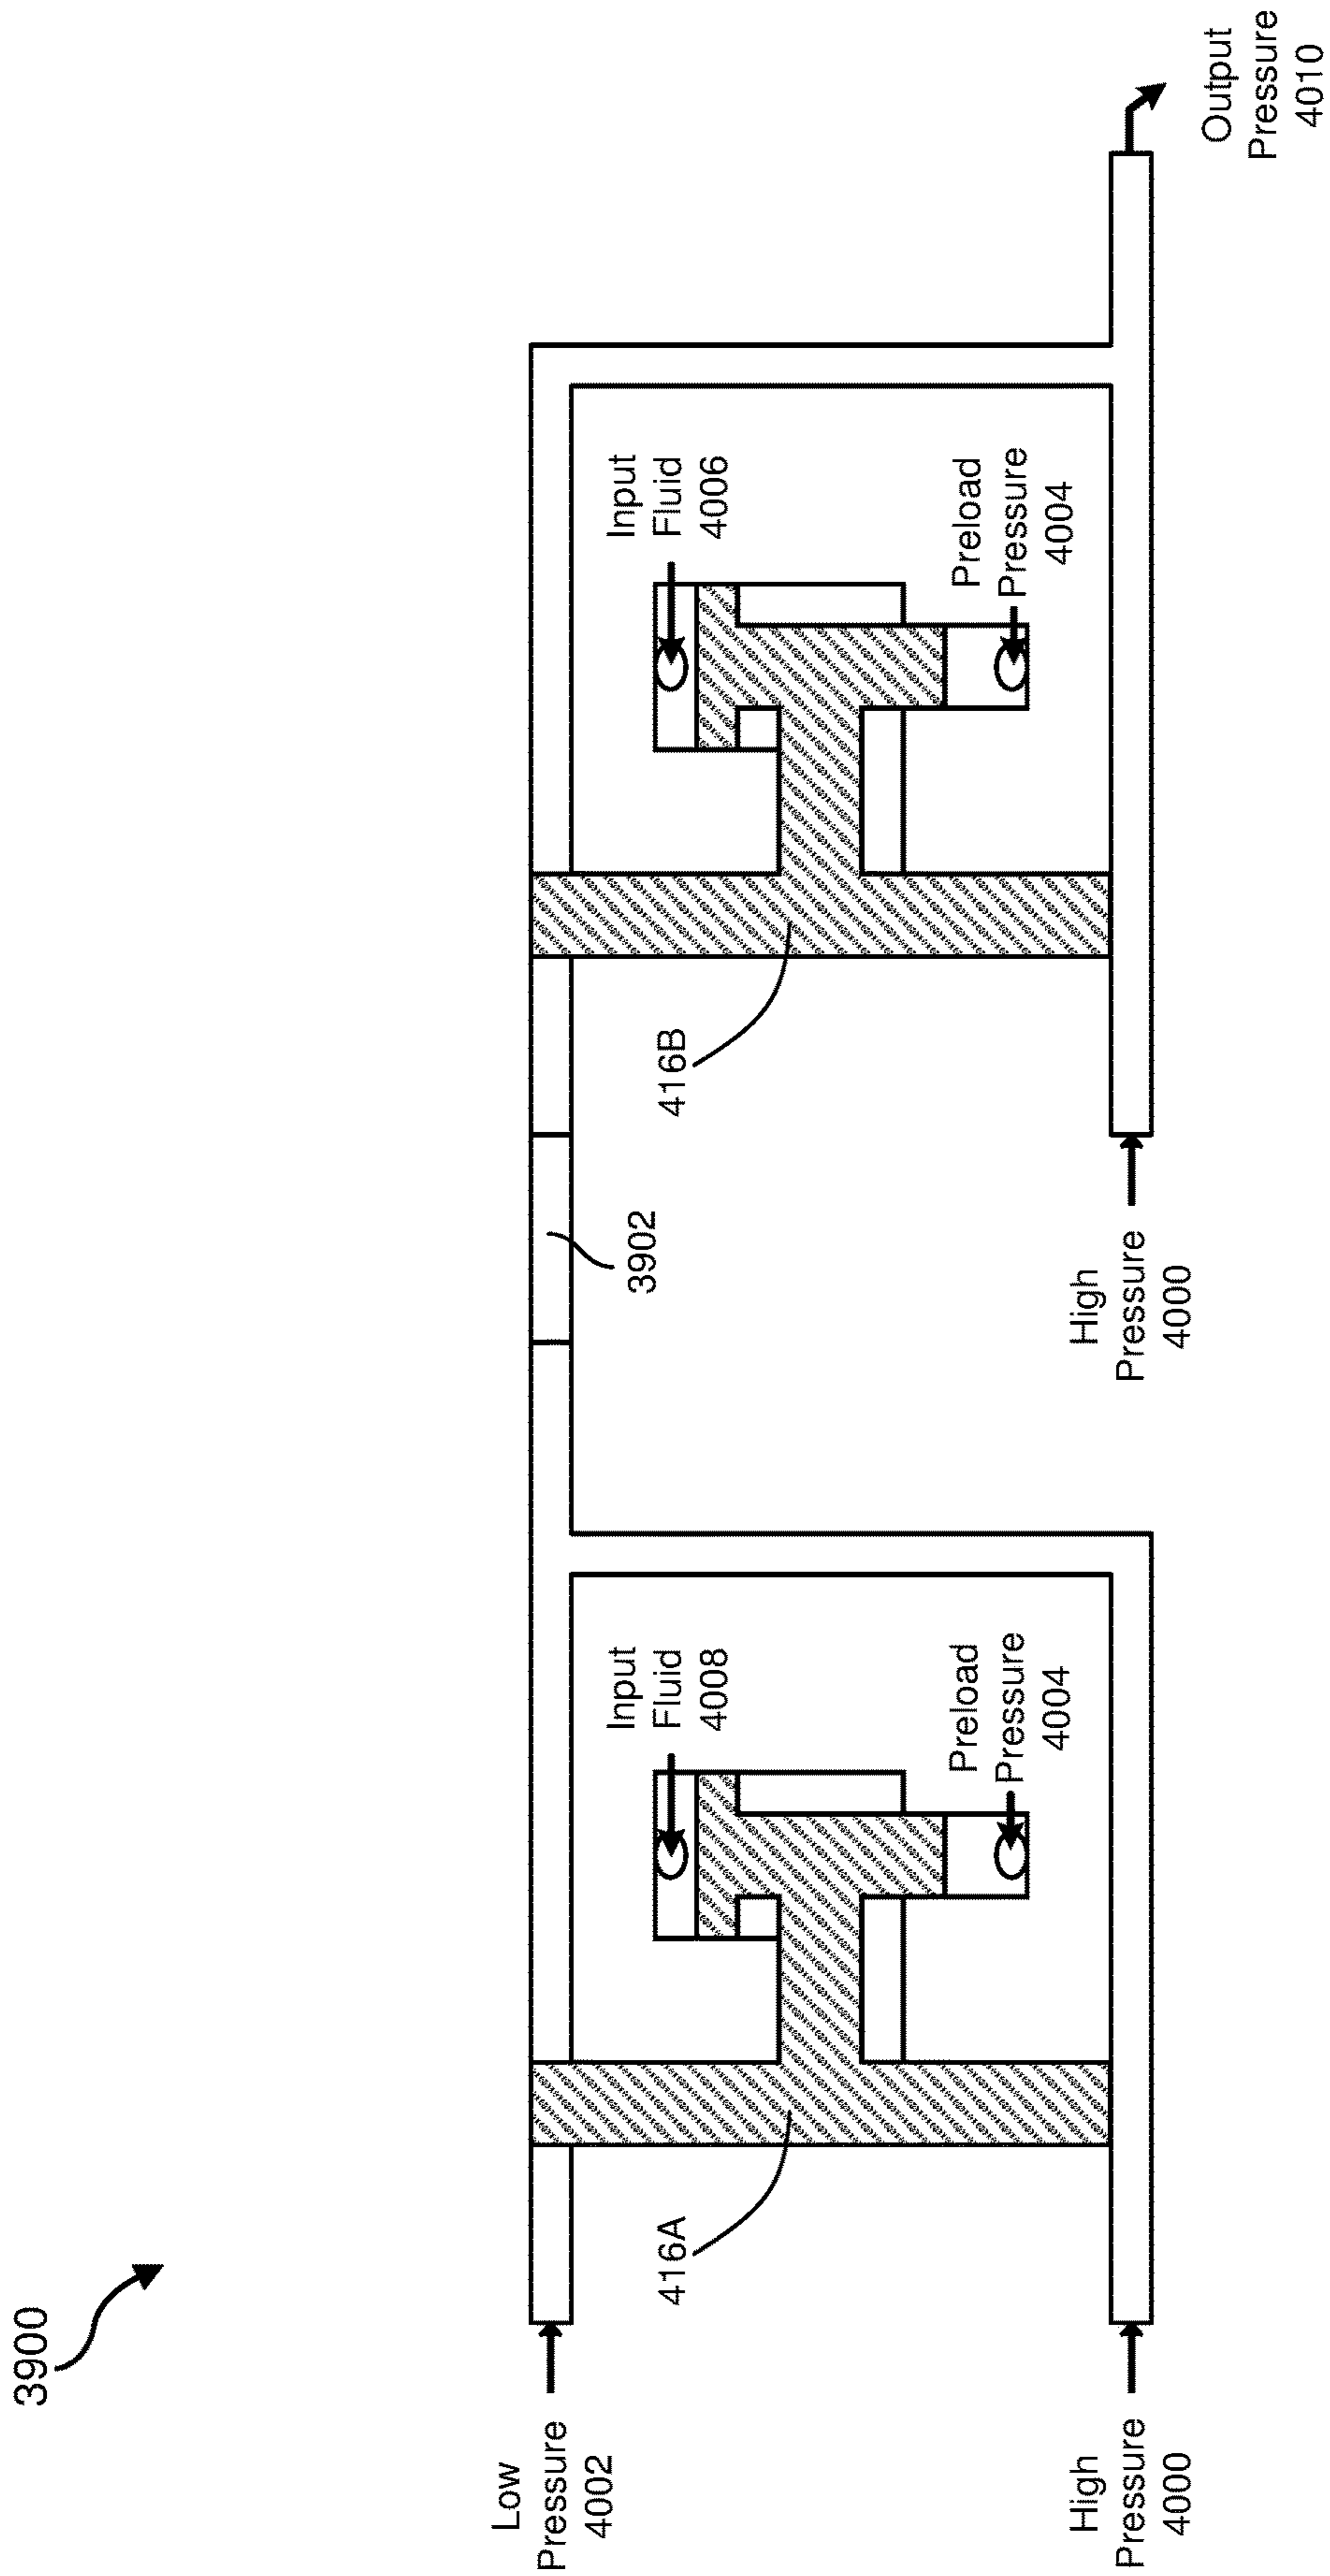 3900
Low
Pressure
4002
High
Pressure
4000
416A
Input
Fluid
4008
Preload
Pressure
4004
3902
High
Pressure
4000
416B
Input
Fluid
4006
Preload
Pressure
4004
Output
Pressure
4010